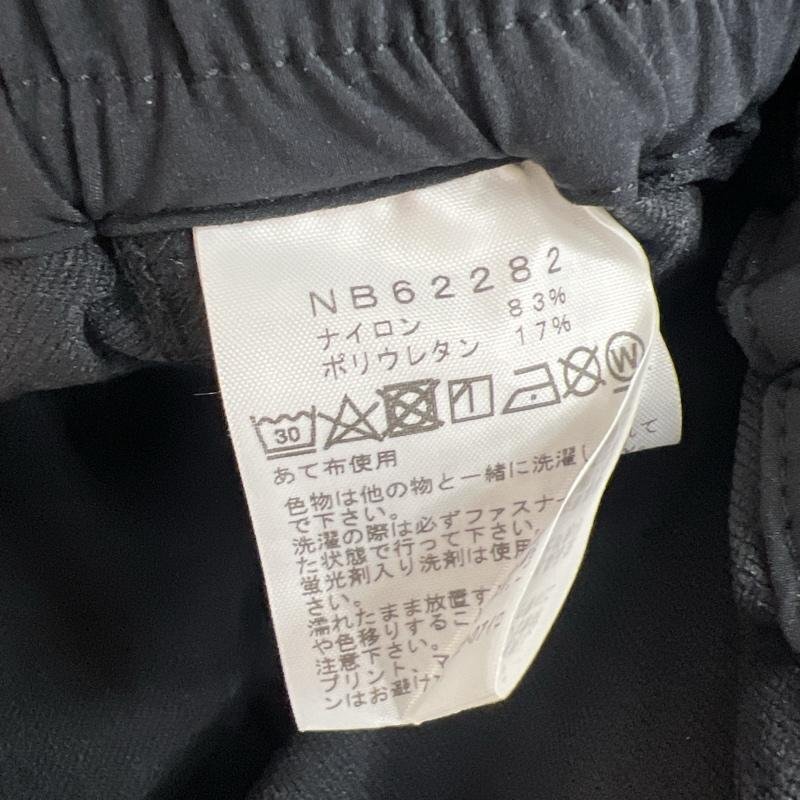 NB62282
ナイロン 83%
ポリウレタン 17%
30 W
あて布使用
色物は他の物と一緒に洗濯し
で下さい。
洗濯の際は必ずファスナー
た状態で行って下さい。
蛍光剤入り洗剤は使用
さい。
濡れたまま放置す
や色移りするこ
注意下さい。
プリント、マ
ンはお避け